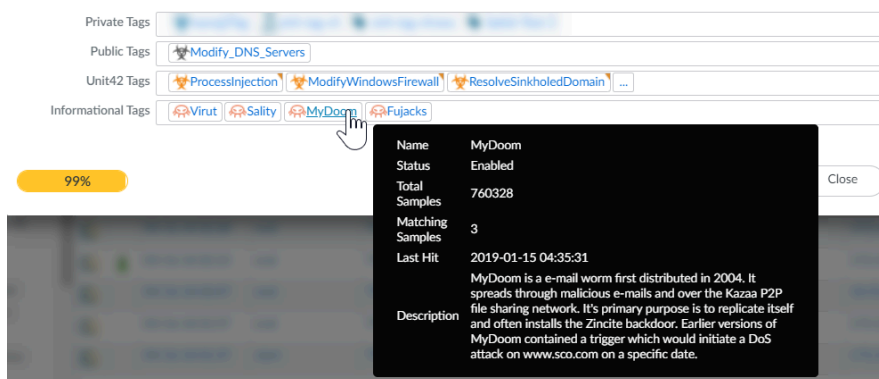 Private Tags
Public Tags Modify_DNS_Servers
Unit42 Tags ProcessInjection ModifyWindowsFirewall ResolveSinkholedDomain ...
Informational Tags Virut Sality MyDoom Fujacks
99%
Close
Name MyDoom
Status Enabled
Total
Samples 760328
Matching
Samples 3
Last Hit 2019-01-15 04:35:31
Description
MyDoom is a e-mail worm first distributed in 2004. It
spreads through malicious e-mails and over the Kazaa P2P
file sharing network. It's primary purpose is to replicate itself
and often installs the Zincite backdoor. Earlier versions of
MyDoom contained a trigger which would initiate a DoS
attack on www.sco.com on a specific date.